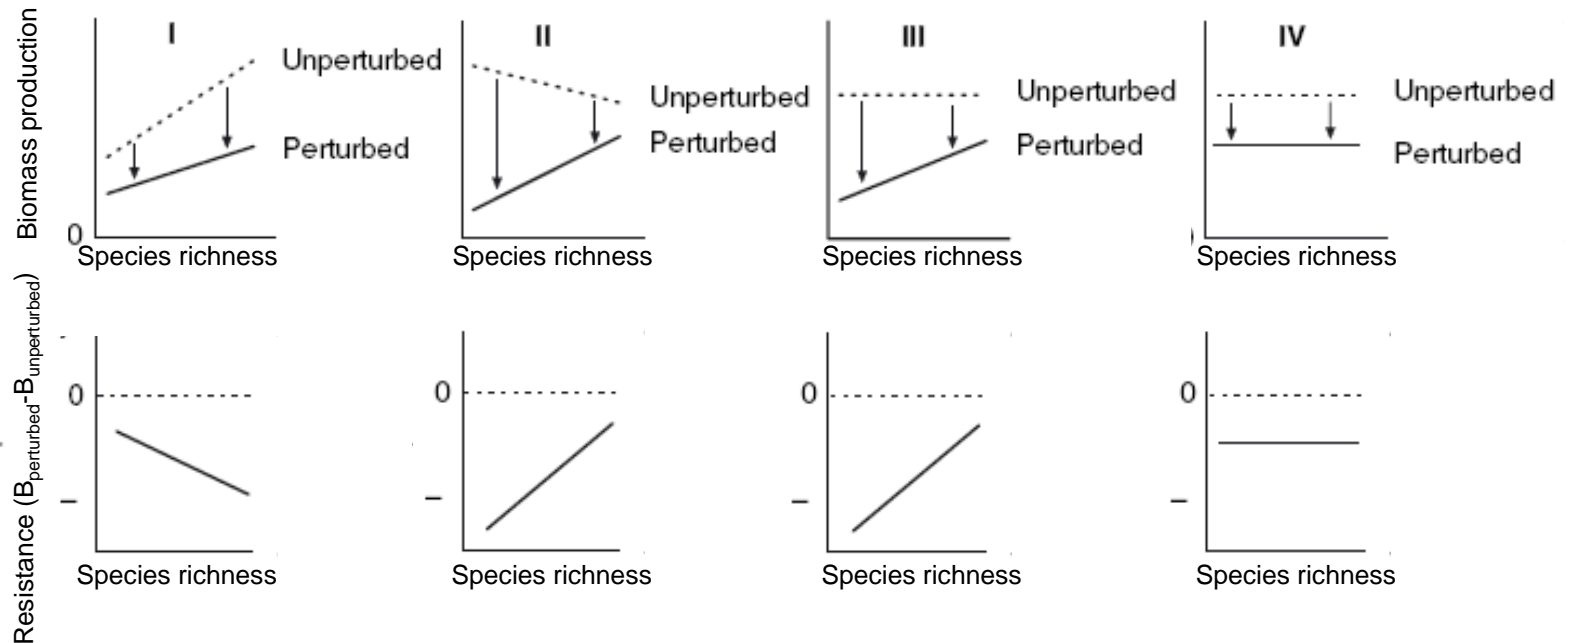 Biomass production
I
Unperturbed
Perturbed
0
Species richness
II
Unperturbed
Perturbed
Species richness
III
Unperturbed
Perturbed
Species richness
IV
Unperturbed
Perturbed
Species richness
Resistance (Bperturbed-Bunperturbed)
0
–
Species richness
0
–
Species richness
0
–
Species richness
0
–
Species richness